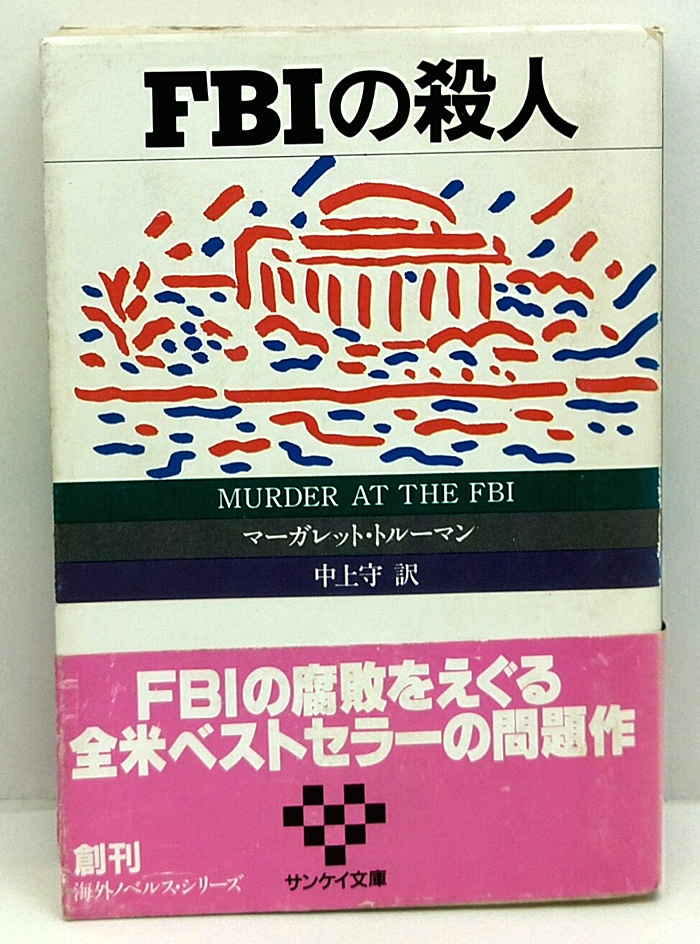 FBIの殺人
MURDER AT THE FBI
マーガレット・トルーマン
中上守 訳
FBIの腐敗をえぐる
全米ベストセラーの問題作
創刊
海外ノベルス・シリーズ
サンケイ文庫